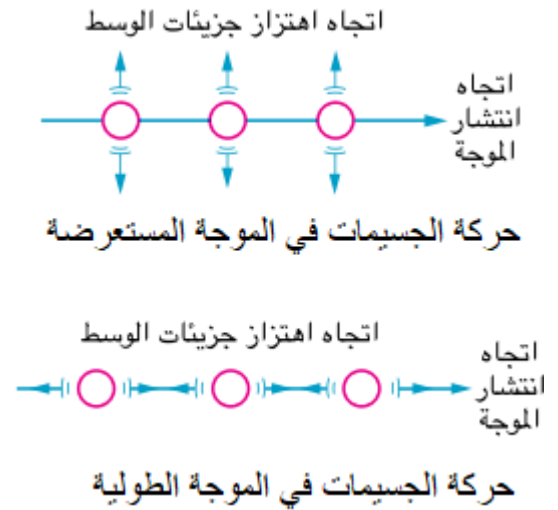 اتجاه اهتزاز جزيئات الوسط
اتجاه
انتشار
الموجة
حركة الجسيمات في الموجة المستعرضة
اتجاه اهتزاز جزيئات الوسط
اتجاه
انتشار
الموجة
حركة الجسيمات في الموجة الطولية